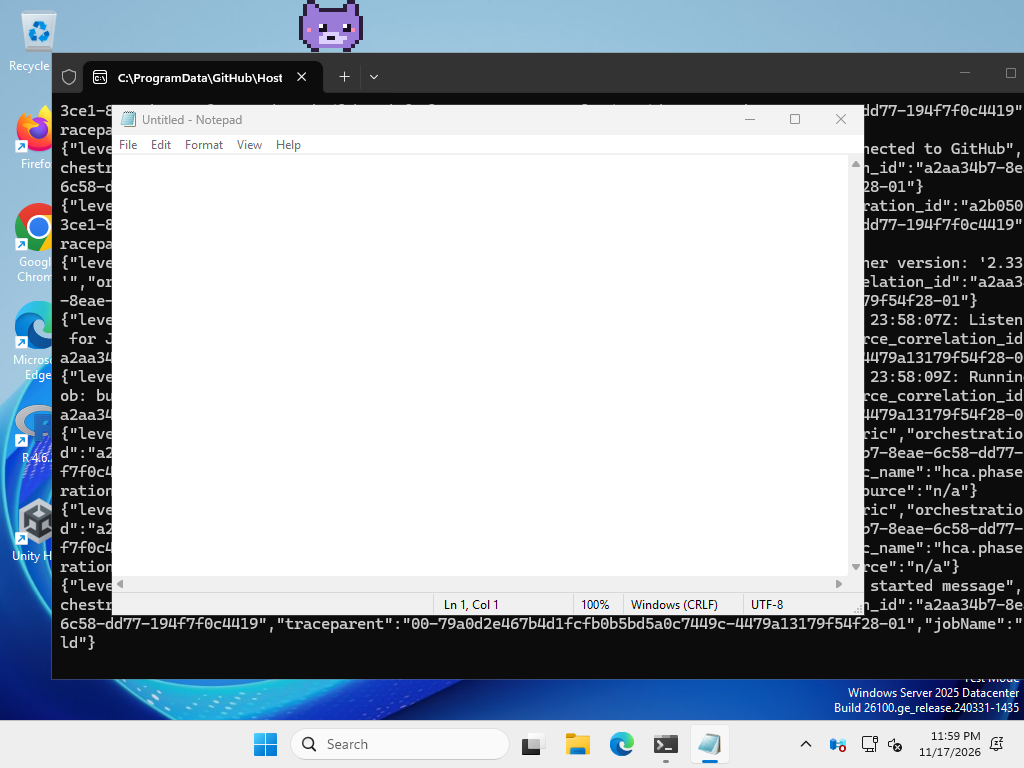 Recycle
C:\ProgramData\GitHub\Host
Untitled - Notepad
File Edit Format View Help
3ce1-8 dd77-194f7f0c4419"
racepa
{"leve nected to GitHub",
chestr n_id":"a2aa34b7-8ea
6c58-d 28-01"}
{"leve ration_id":"a2b050
3ce1-8 dd77-194f7f0c4419"
racepa
{"leve ner version: '2.33
'","or elation_id":"a2aa3
-8eae- 79f54f28-01"}
{"leve 23:58:07Z: Listen
for J rce_correlation_id
a2aa34 4479a13179f54f28-0
{"leve 23:58:09Z: Runnin
ob: bu rce_correlation_id
a2aa34 4479a13179f54f28-0
{"leve ric","orchestratio
d":"a2 b7-8eae-6c58-dd77-
f7f0c4 c_name":"hca.phase
ration ource":"n/a"}
{"leve ric","orchestratio
d":"a2 b7-8eae-6c58-dd77-
f7f0c4 c_name":"hca.phase
ration rce":"n/a"}
{"leve started message",
chestr n_id":"a2aa34b7-8eae-
6c58-dd77-194f7f0c4419","traceparent":"00-79a0d2e467b4d1fcfb0b5bd5a0c7449c-4479a13179f54f28-01","jobName":"
ld"}
Firefo
Googl
Chrom
Micros
Edge
R 4.6.
Unity H
Ln 1, Col 1 100% Windows (CRLF) UTF-8
Test Mode
Windows Server 2025 Datacenter
Build 26100.ge_release.240331-1435
Search
11:59 PM
11/17/2026